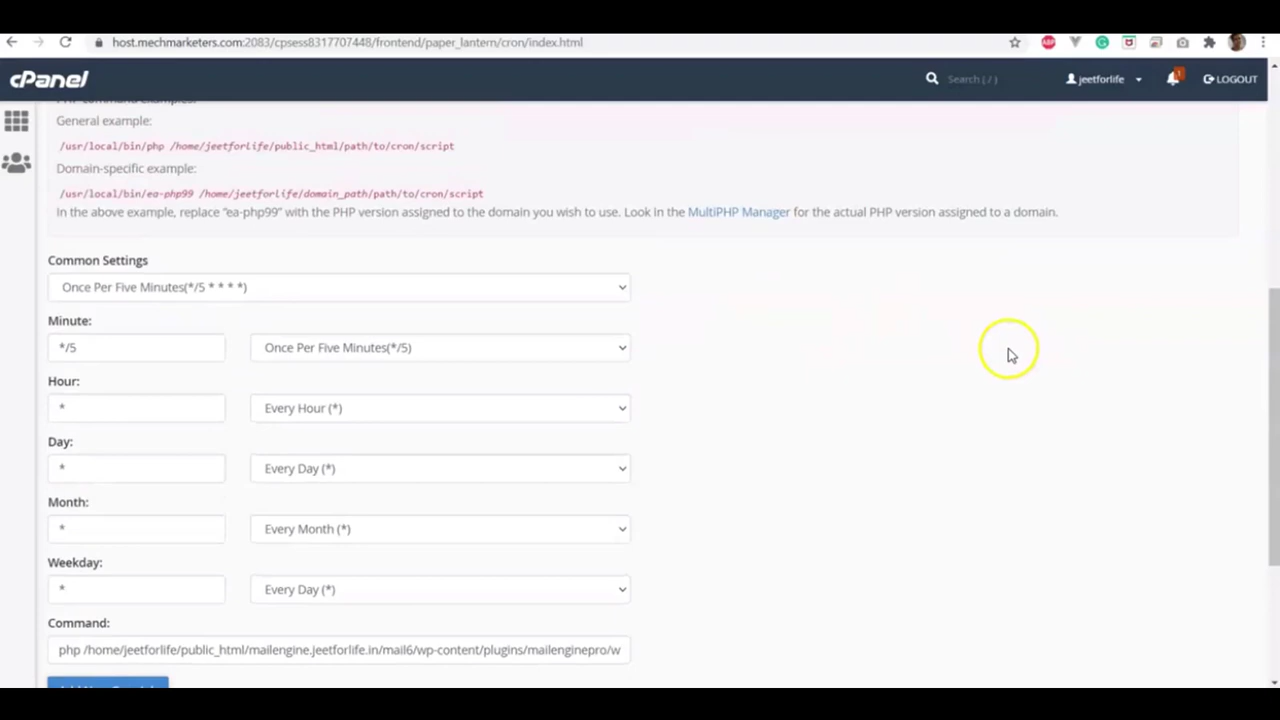 host.mechmarketers.com:2083/cpsess8317707448/frontend/paper_lantern/cron/index.html
ABP
cPanel
Search ( / )
jeetforlife
1
LOGOUT
PHP command examples:
General example:
/usr/local/bin/php /home/jeetforlife/public_html/path/to/cron/script
Domain-specific example:
/usr/local/bin/ea-php99 /home/jeetforlife/domain_path/path/to/cron/script
In the above example, replace “ea-php99” with the PHP version assigned to the domain you wish to use. Look in the MultiPHP Manager for the actual PHP version assigned to a domain.
Common Settings
Once Per Five Minutes(*/5 * * * *)
Minute:
*/5 Once Per Five Minutes(*/5)
Hour:
* Every Hour (*)
Day:
* Every Day (*)
Month:
* Every Month (*)
Weekday:
* Every Day (*)
Command:
php /home/jeetforlife/public_html/mailengine.jeetforlife.in/mail6/wp-content/plugins/mailenginepro/w